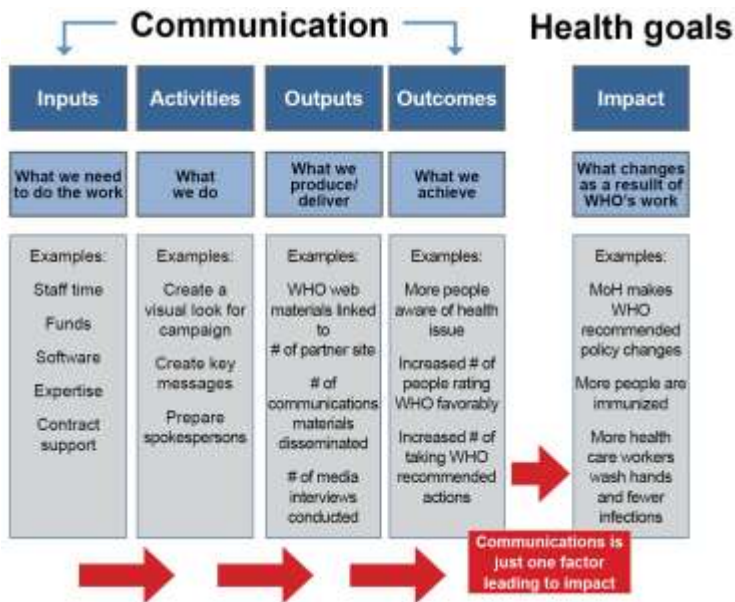 Communication
Health goals
Inputs
What we need
to do the work
Examples:
Staff time
Funds
Software
Expertise
Contract
support
Activities
What
we do
Examples:
Create a
visual look for
campaign
Create key
messages
Prepare
spokespersons
Outputs
What we
produce/
deliver
Examples:
WHO web
materials linked
to
# of partner site
# of
communications
materials
disseminated
# of media
interviews
conducted
Outcomes
What we
achieve
Examples:
More people
aware of health
issue
Increased # of
people rating
WHO favorably
Increased # of
taking WHO
recommended
actions
Impact
What changes
as a resullt of
WHO's work
Examples:
MoH makes
WHO
recommended
policy changes
More people are
immunized
More health
care workers
wash hands
and fewer
infections
Communications is
just one factor
leading to impact